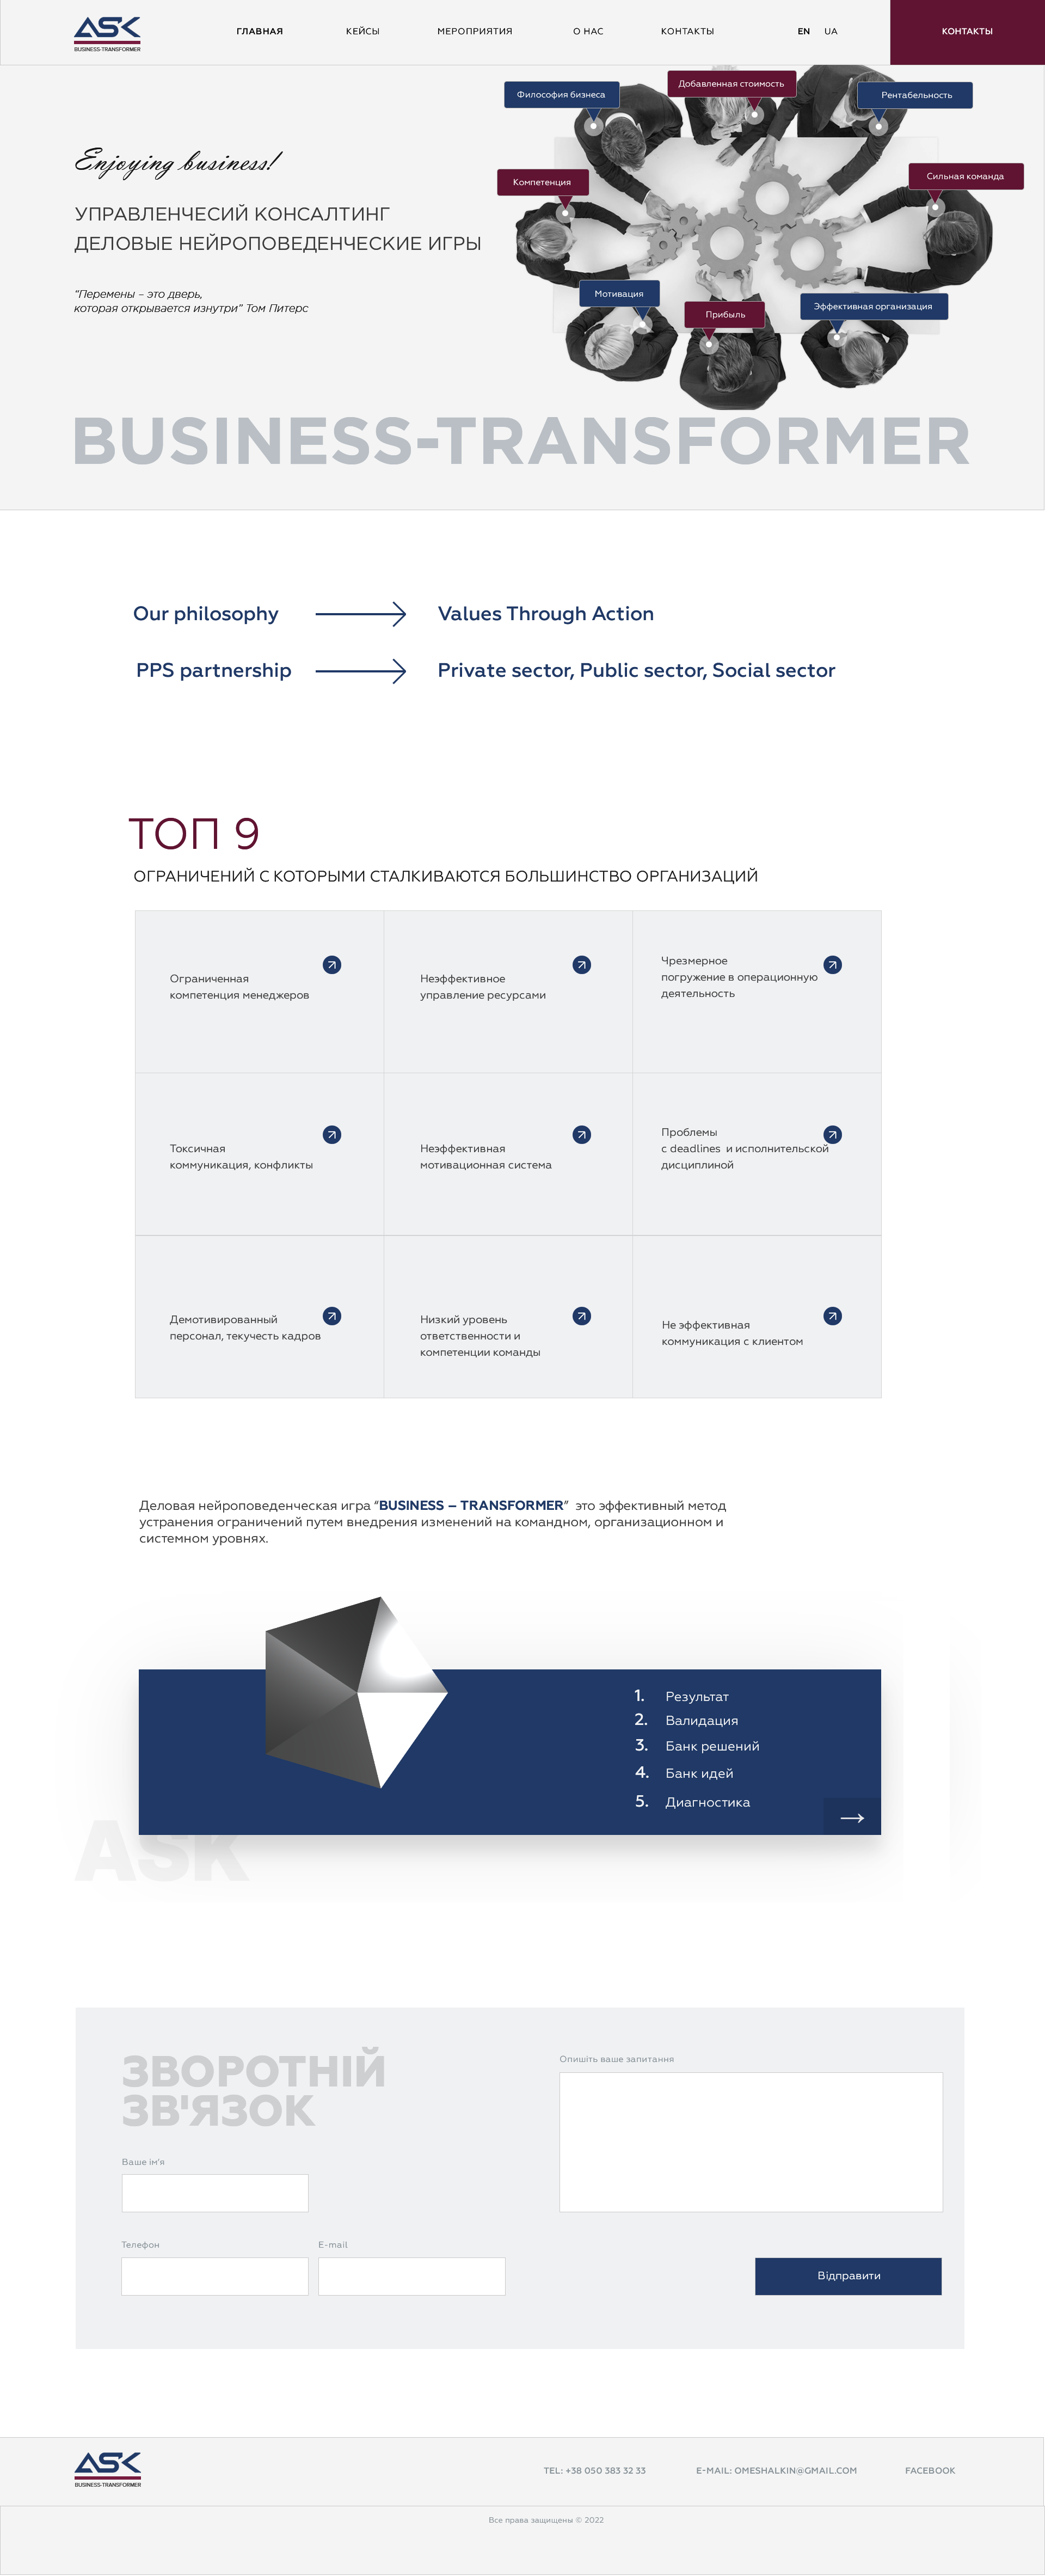 ASK
BUSINESS-TRANSFORMER
ГЛАВНАЯ
КЕЙСЫ
МЕРОПРИЯТИЯ
О НАС
КОНТАКТЫ
EN
UA
КОНТАКТЫ
Философия бизнеса
Добавленная стоимость
Рентабельность
Enjoying business!
Компетенция
Сильная команда
УПРАВЛЕНЧЕСИЙ КОНСАЛТИНГ
ДЕЛОВЫЕ НЕЙРОПОВЕДЕНЧЕСКИЕ ИГРЫ
“Перемены – это дверь,
которая открывается изнутри” Том Питерс
Мотивация
Прибыль
Эффективная организация
BUSINESS-TRANSFORMER
Our philosophy
Values Through Action
PPS partnership
Private sector, Public sector, Social sector
ТОП 9
ОГРАНИЧЕНИЙ С КОТОРЫМИ СТАЛКИВАЮТСЯ БОЛЬШИНСТВО ОРГАНИЗАЦИЙ
Ограниченная
компетенция менеджеров
Неэффективное
управление ресурсами
Чрезмерное
погружение в операционную
деятельность
Токсичная
коммуникация, конфликты
Неэффективная
мотивационная система
Проблемы
с deadlines  и исполнительской
дисциплиной
Демотивированный
персонал, текучесть кадров
Низкий уровень
ответственности и
компетенции команды
Не эффективная
коммуникация с клиентом
Деловая нейроповеденческая игра “BUSINESS – TRANSFORMER”  это эффективный метод
устранения ограничений путем внедрения изменений на командном, организационном и
системном уровнях.
1. Результат
2. Валидация
3. Банк решений
4. Банк идей
5. Диагностика
ASK
ЗВОРОТНІЙ
ЗВ'ЯЗОК
Опишіть ваше запитання
Ваше ім'я
Телефон
E-mail
Відправити
ASK
BUSINESS-TRANSFORMER
TEL: +38 050 383 32 33
E-MAIL: OMESHALKIN@GMAIL.COM
FACEBOOK
Все права защищены © 2022